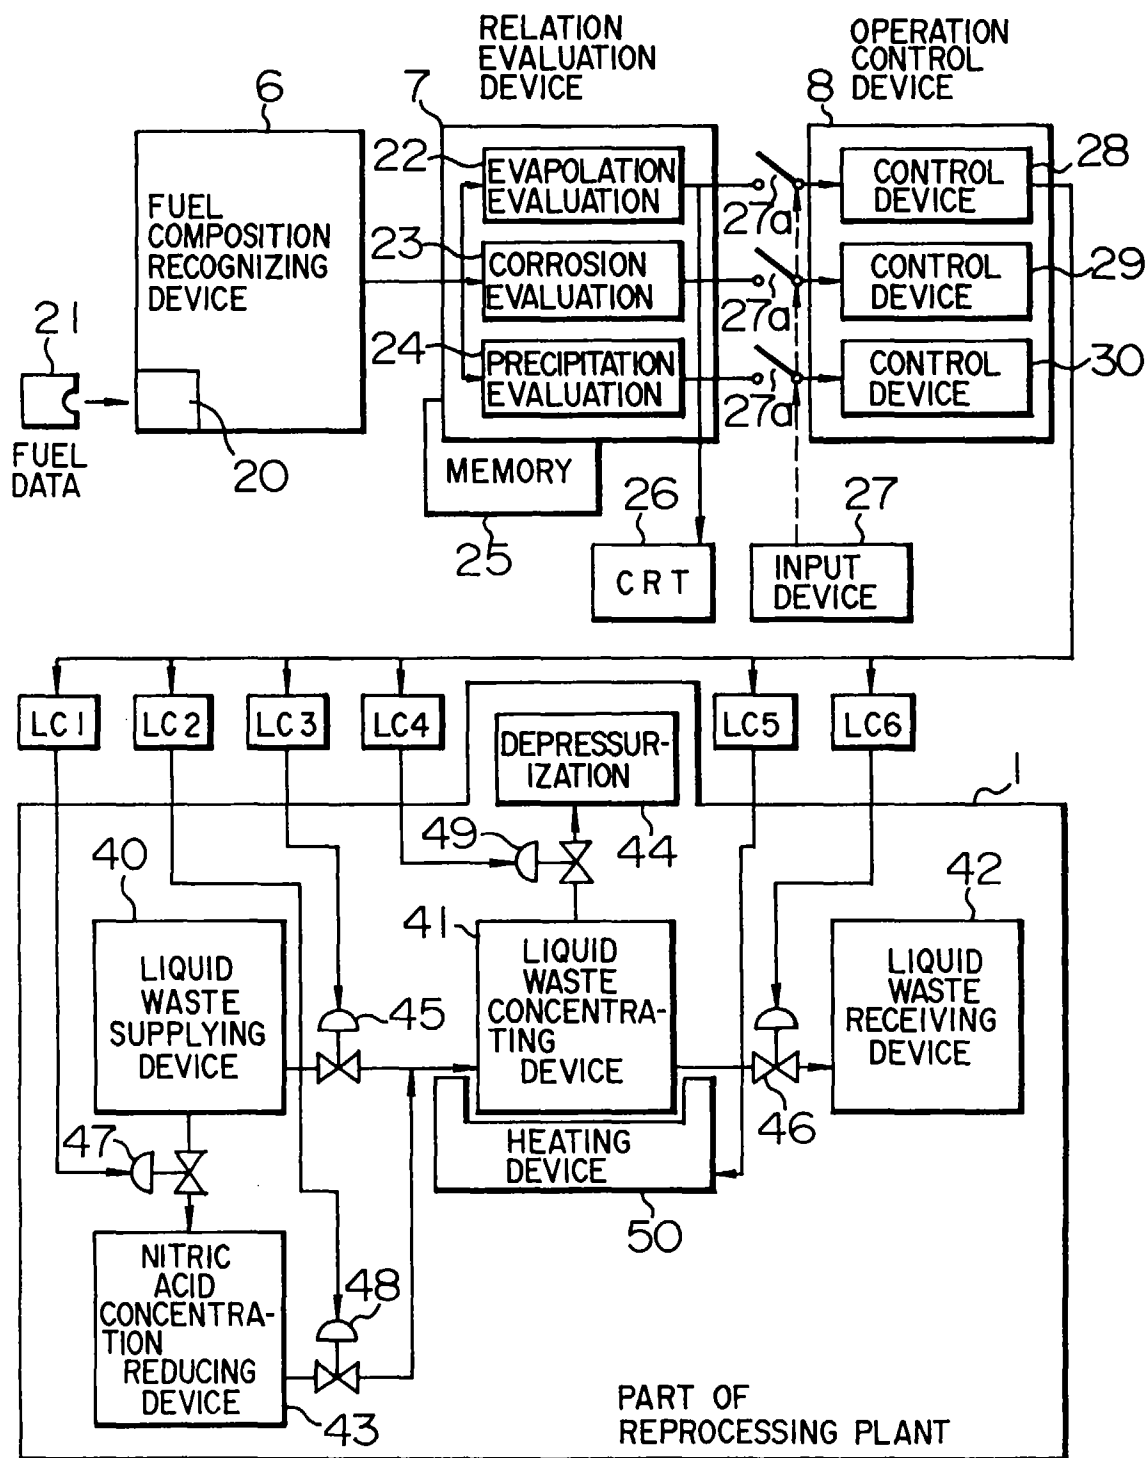 RELATION
EVALUATION
DEVICE
OPERATION
CONTROL
DEVICE
6
7
8
22
EVAPOLATION
EVALUATION
27a
CONTROL
DEVICE
28
FUEL
COMPOSITION
RECOGNIZING
DEVICE
23
CORROSION
EVALUATION
27a
CONTROL
DEVICE
29
21
24
PRECIPITATION
EVALUATION
27a
CONTROL
DEVICE
30
FUEL
DATA
20
MEMORY
25
26
CRT
27
INPUT
DEVICE
LC1
LC2
LC3
LC4
LC5
LC6
DEPRESSUR-
IZATION
1
49
44
40
41
42
LIQUID
WASTE
SUPPLYING
DEVICE
45
LIQUID
WASTE
CONCENTRA-
TING
DEVICE
LIQUID
WASTE
RECEIVING
DEVICE
46
47
HEATING
DEVICE
50
NITRIC
ACID
CONCENTRA-
TION
REDUCING
DEVICE
48
43
PART OF
REPROCESSING PLANT